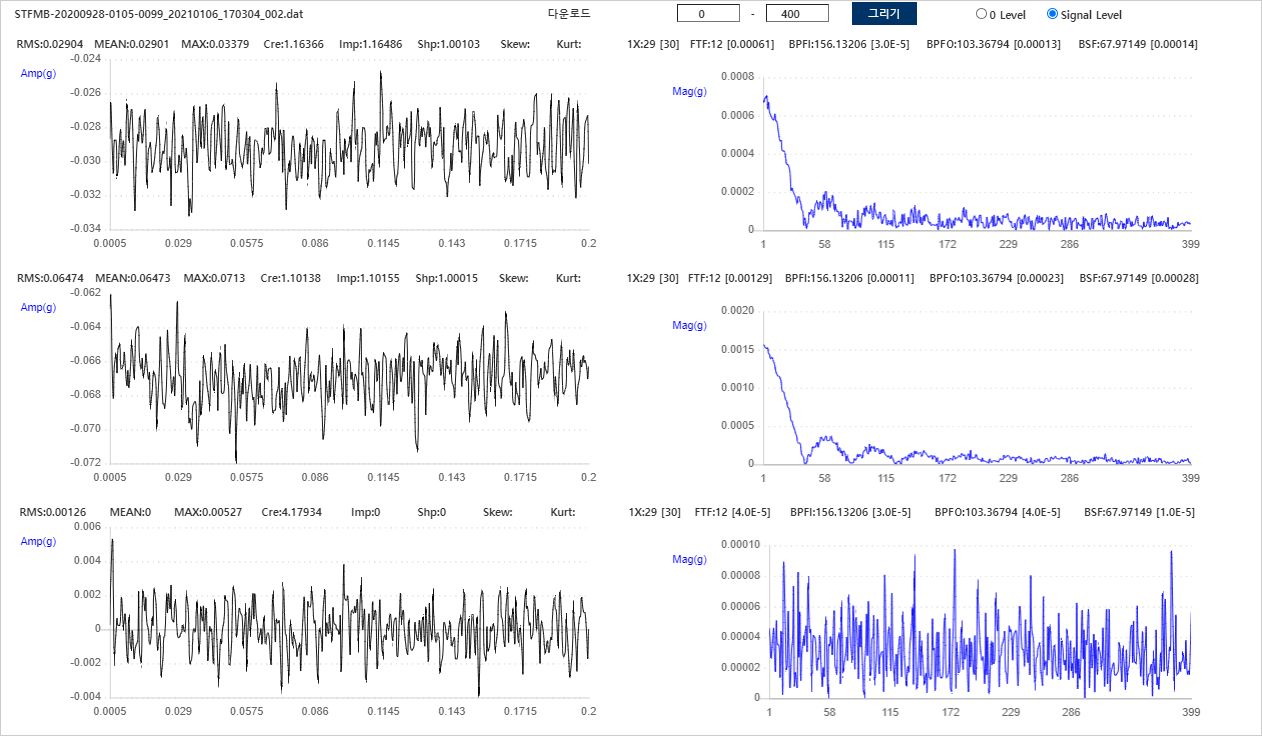 STFMB-20200928-0105-0099_20210106_170304_002.dat 다운로드 0 - 400 그리기 0 Level Signal Level
RMS:0.02904 MEAN:0.02901 MAX:0.03379 Cre:1.16366 Imp:1.16486 Shp:1.00103 Skew: Kurt:
Amp(g)
-0.024
-0.026
-0.028
-0.030
-0.032
-0.034
0.0005 0.029 0.0575 0.086 0.1145 0.143 0.1715 0.2
1X:29 [30] FTF:12 [0.00061] BPFI:156.13206 [3.0E-5] BPFO:103.36794 [0.00013] BSF:67.97149 [0.00014]
Mag(g)
0.0008
0.0006
0.0004
0.0002
0
1 58 115 172 229 286 399
RMS:0.06474 MEAN:0.06473 MAX:0.0713 Cre:1.10138 Imp:1.10155 Shp:1.00015 Skew: Kurt:
Amp(g)
-0.062
-0.064
-0.066
-0.068
-0.070
-0.072
0.0005 0.029 0.0575 0.086 0.1145 0.143 0.1715 0.2
1X:29 [30] FTF:12 [0.00129] BPFI:156.13206 [0.00011] BPFO:103.36794 [0.00023] BSF:67.97149 [0.00028]
Mag(g)
0.0020
0.0015
0.0010
0.0005
0
1 58 115 172 229 286 399
RMS:0.00126 MEAN:0 MAX:0.00527 Cre:4.17934 Imp:0 Shp:0 Skew: Kurt:
Amp(g)
0.006
0.004
0.002
0
-0.002
-0.004
0.0005 0.029 0.0575 0.086 0.1145 0.143 0.1715 0.2
1X:29 [30] FTF:12 [4.0E-5] BPFI:156.13206 [3.0E-5] BPFO:103.36794 [4.0E-5] BSF:67.97149 [1.0E-5]
Mag(g)
0.00010
0.00008
0.00006
0.00004
0.00002
0
1 58 115 172 229 286 399